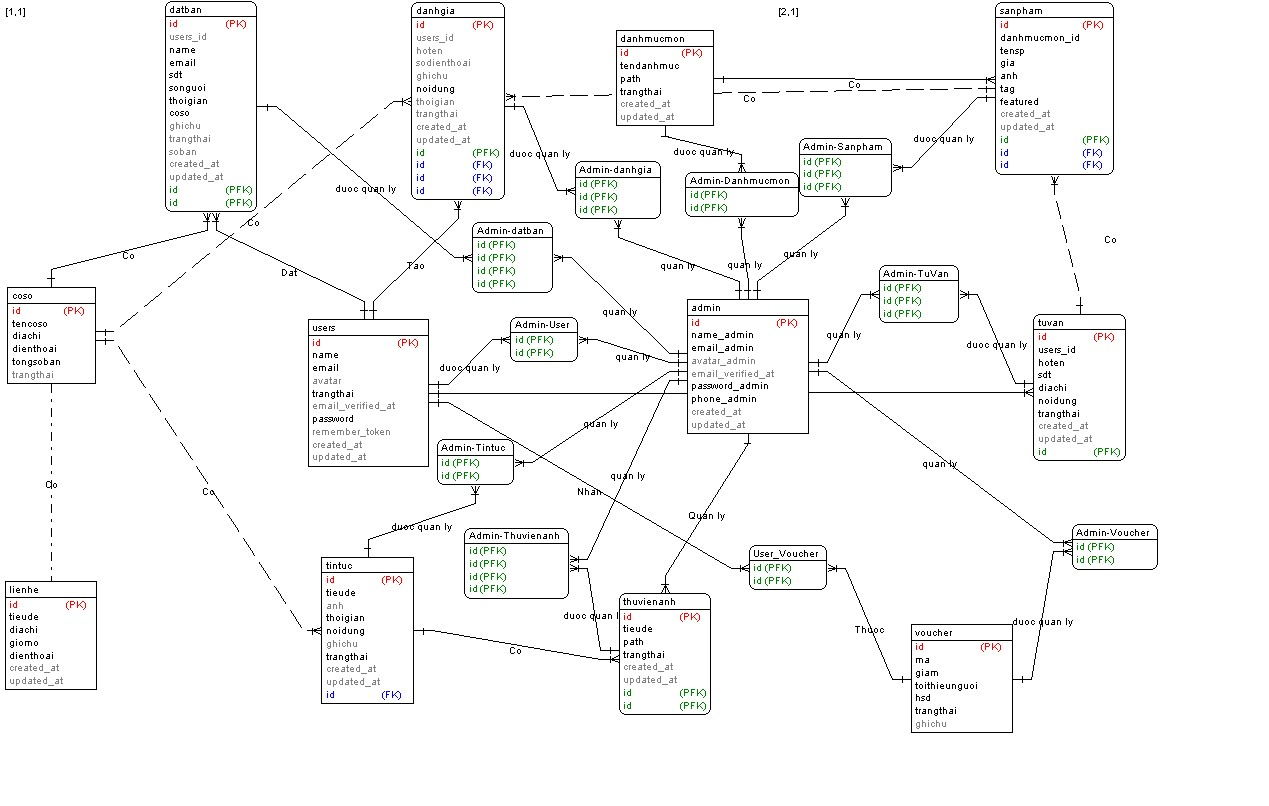 [1,1]
[2,1]
datban
id (PK)
users_id
name
email
sdt
songuoi
thoigian
coso
ghichu
trangthai
soban
created_at
updated_at
id (PFK)
id (PFK)
danhgia
id (PK)
users_id
hoten
sodienthoai
ghichu
noidung
thoigian
trangthai
created_at
updated_at
id (PFK)
id (FK)
id (FK)
id (FK)
danhmucmon
id (PK)
tendanhmuc
path
trangthai
created_at
updated_at
sanpham
id (PK)
danhmucmon_id
tensp
gia
anh
tag
featured
created_at
updated_at
id (PFK)
id (FK)
id (FK)
Co
Co
duoc quan ly
duoc quan ly
duoc quan ly
Admin-Sanpham
id (PFK)
id (PFK)
id (PFK)
Admin-danhgia
id (PFK)
id (PFK)
id (PFK)
Admin-Danhmucmon
id (PFK)
id (PFK)
duoc quan ly
Co
Admin-datban
id (PFK)
id (PFK)
id (PFK)
id (PFK)
Co
Dat
Tao
quan ly
quan ly
quan ly
Co
coso
id (PK)
tencoso
diachi
dienthoai
tongsoban
trangthai
users
id (PK)
name
email
avatar
trangthai
email_verified_at
password
remember_token
created_at
updated_at
Admin-User
id (PFK)
id (PFK)
quan ly
quan ly
duoc quan ly
admin
id (PK)
name_admin
email_admin
avatar_admin
email_verified_at
password_admin
phone_admin
created_at
updated_at
Admin-TuVan
id (PFK)
id (PFK)
id (PFK)
quan ly
duoc quan ly
tuvan
id (PK)
users_id
hoten
sdt
diachi
noidung
trangthai
created_at
updated_at
id (PFK)
quan ly
Admin-Tintuc
id (PFK)
id (PFK)
quan ly
quan ly
Nhan
Co
Co
Quan ly
duoc quan ly
Admin-Thuvienanh
id (PFK)
id (PFK)
id (PFK)
id (PFK)
User_Voucher
id (PFK)
id (PFK)
Admin-Voucher
id (PFK)
id (PFK)
lienhe
id (PK)
tieude
diachi
giomo
dienthoai
created_at
updated_at
tintuc
id (PK)
tieude
anh
thoigian
noidung
ghichu
trangthai
created_at
updated_at
id (FK)
Co
duoc quan l
thuvienanh
id (PK)
tieude
path
trangthai
created_at
updated_at
id (PFK)
id (PFK)
Thuoc
duoc quan ly
voucher
id (PK)
ma
giam
toithieunguoi
hsd
trangthai
ghichu